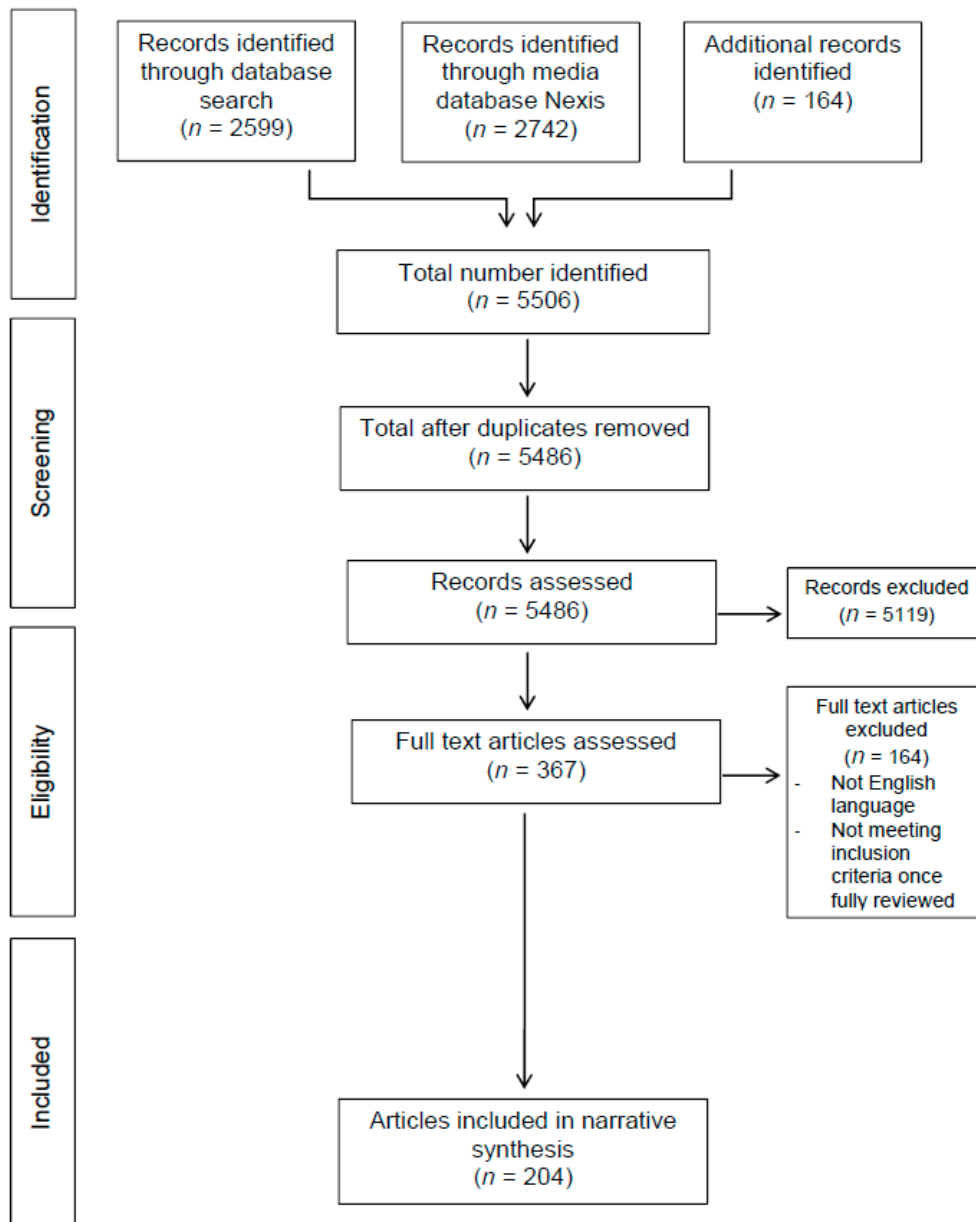 Identification
Records identified
through database
search
(n = 2599)
Records identified
through media
database Nexis
(n = 2742)
Additional records
identified
(n = 164)
Total number identified
(n = 5506)
Screening
Total after duplicates removed
(n = 5486)
Records assessed
(n = 5486)
Records excluded
(n = 5119)
Eligibility
Full text articles assessed
(n = 367)
Full text articles
excluded
(n = 164)
- Not English
language
- Not meeting
inclusion
criteria once
fully reviewed
Included
Articles included in narrative
synthesis
(n = 204)